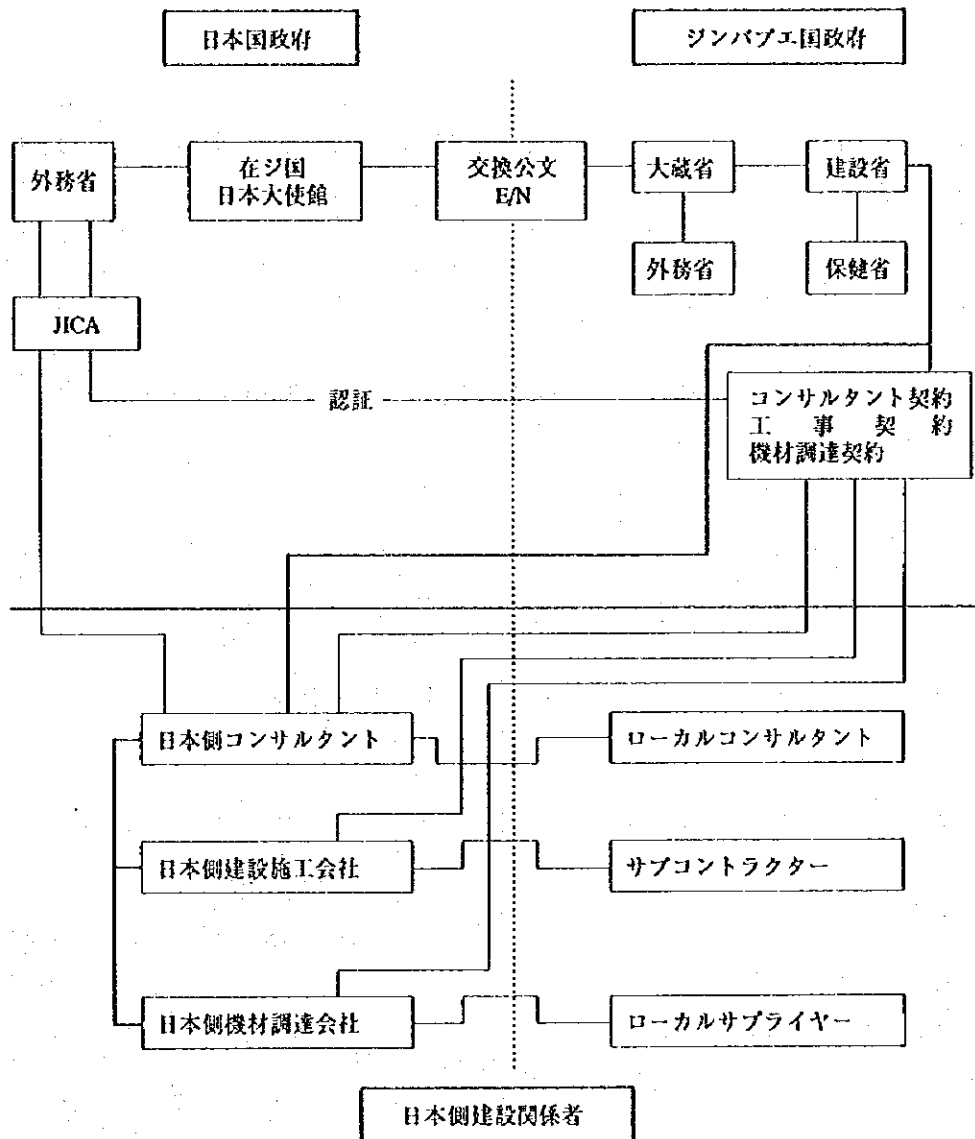 日本国政府
ジンバブエ国政府
外務省
在ジ国
日本大使館
交換公文
E/N
大蔵省
建設省
外務省
保健省
JICA
認証
コンサルタント契約
工事契約
機材調達契約
日本側コンサルタント
ローカルコンサルタント
日本側建設施工会社
サブコントラクター
日本側機材調達会社
ローカルサプライヤー
日本側建設関係者